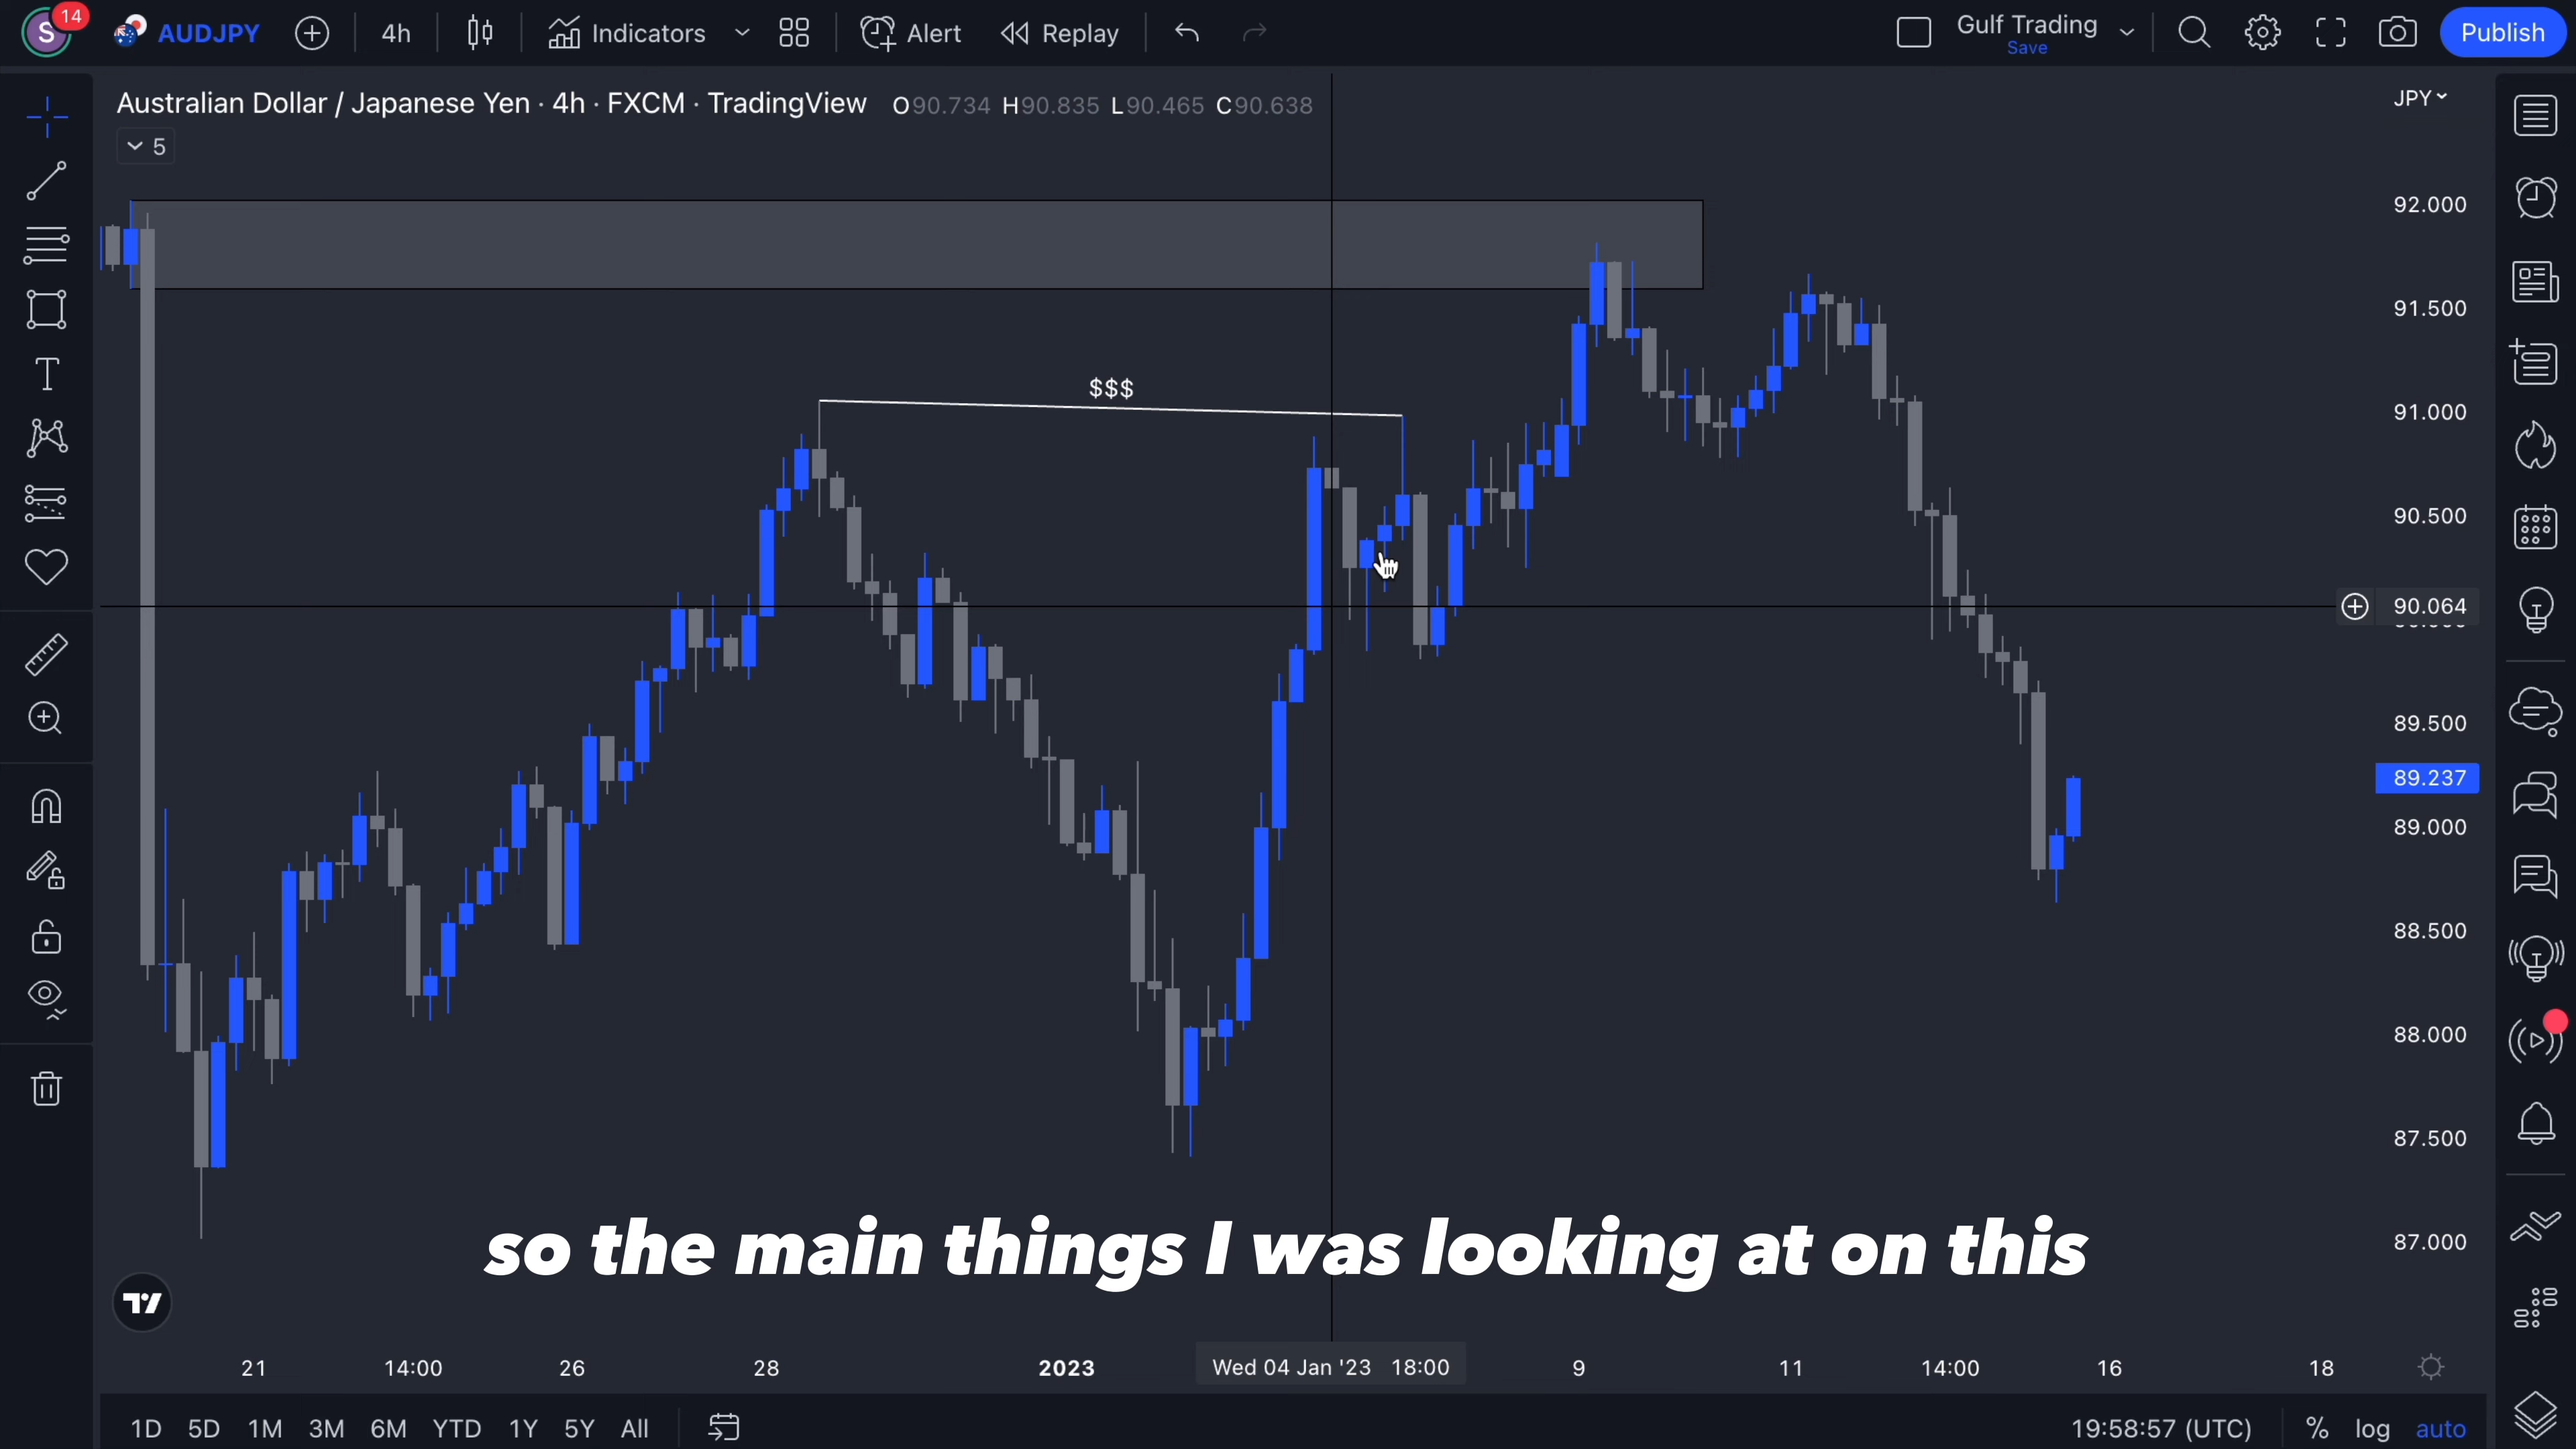 S 14 AUDJPY 4h Indicators Alert Replay Gulf Trading Save Publish
Australian Dollar / Japanese Yen · 4h · FXCM · TradingView O90.734 H90.835 L90.465 C90.638 JPY
5
92.000
91.500
$$$
91.000
90.500
90.064
89.500
89.237
89.000
88.500
88.000
87.500
87.000
so the main things I was looking at on this
21 14:00 26 28 2023 Wed 04 Jan '23 18:00 9 11 14:00 16 18
1D 5D 1M 3M 6M YTD 1Y 5Y All 19:58:57 (UTC) % log auto